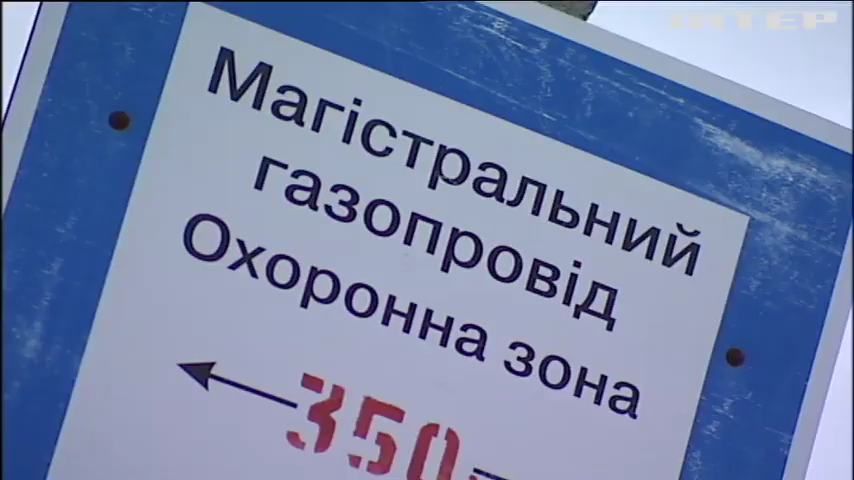 ІНТЕР
Магістральний
газопровід
Охоронна зона
350